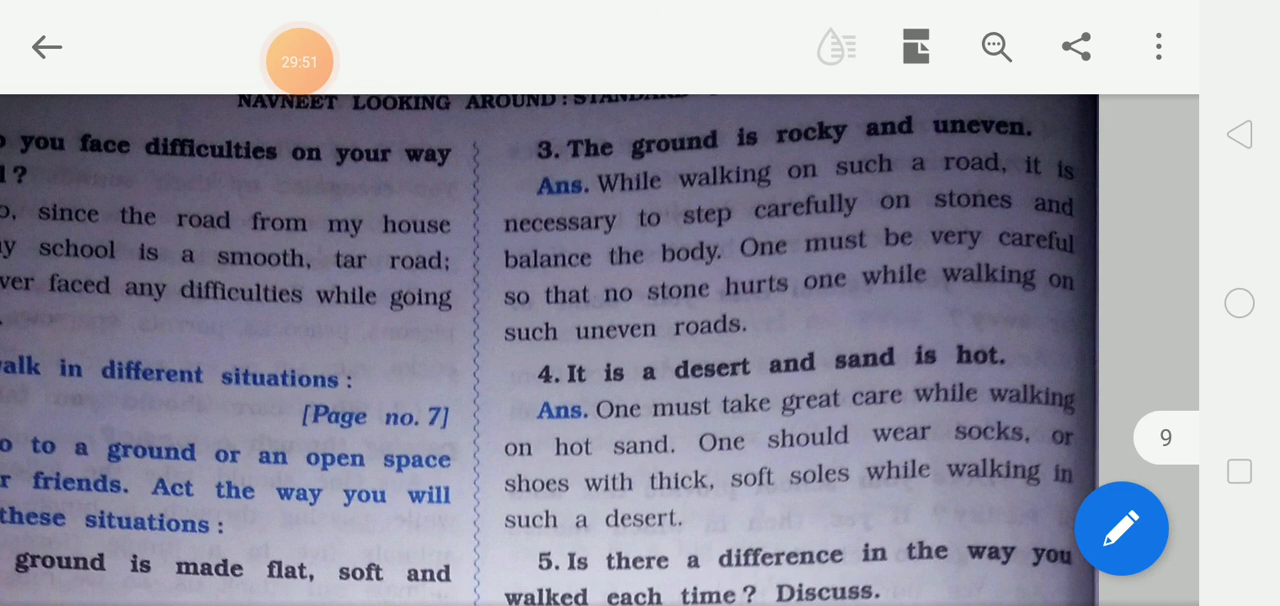 29:51
NAVNEET LOOKING AROUND :
you face difficulties on your way
?
since the road from my house
school is a smooth, tar road;
faced any difficulties while going
in different situations :
[Page no. 7]
to a ground or an open space
friends. Act the way you will
these situations :
ground is made flat, soft and
3. The ground is rocky and uneven.
Ans. While walking on such a road, it is
necessary to step carefully on stones and
balance the body. One must be very careful
so that no stone hurts one while walking on
such uneven roads.
4. It is a desert and sand is hot.
Ans. One must take great care while walking
on hot sand. One should wear socks, or
shoes with thick, soft soles while walking in
such a desert.
5. Is there a difference in the way you
walked each time? Discuss.
9